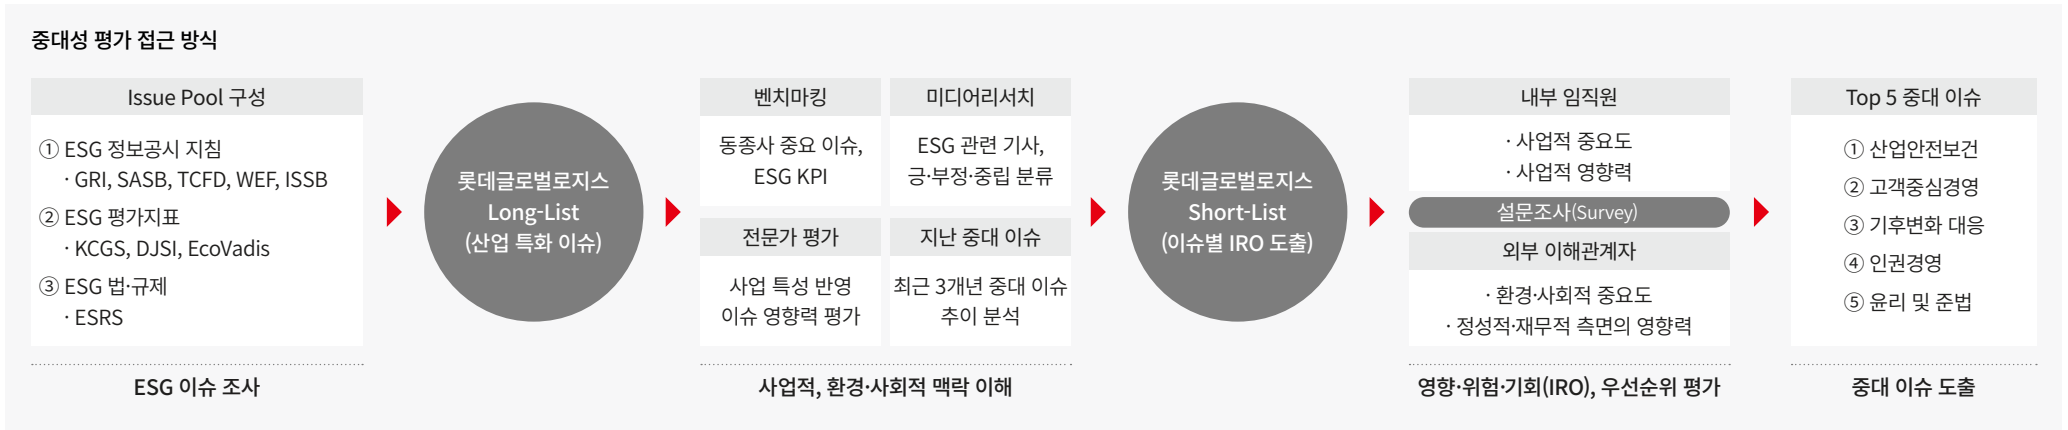 중대성 평가 접근 방식
Issue Pool 구성
① ESG 정보공시 지침
· GRI, SASB, TCFD, WEF, ISSB
② ESG 평가지표
· KCGS, DJSI, EcoVadis
③ ESG 법·규제
· ESRS
ESG 이슈 조사
롯데글로벌로지스
Long-List
(산업 특화 이슈)
벤치마킹
동종사 중요 이슈,
ESG KPI
미디어리서치
ESG 관련 기사,
긍·부정·중립 분류
전문가 평가
사업 특성 반영
이슈 영향력 평가
지난 중대 이슈
최근 3개년 중대 이슈
추이 분석
사업적, 환경·사회적 맥락 이해
롯데글로벌로지스
Short-List
(이슈별 IRO 도출)
내부 임직원
· 사업적 중요도
· 사업적 영향력
설문조사(Survey)
외부 이해관계자
· 환경·사회적 중요도
· 정성적·재무적 측면의 영향력
영향·위험·기회(IRO), 우선순위 평가
Top 5 중대 이슈
① 산업안전보건
② 고객중심경영
③ 기후변화 대응
④ 인권경영
⑤ 윤리 및 준법
중대 이슈 도출